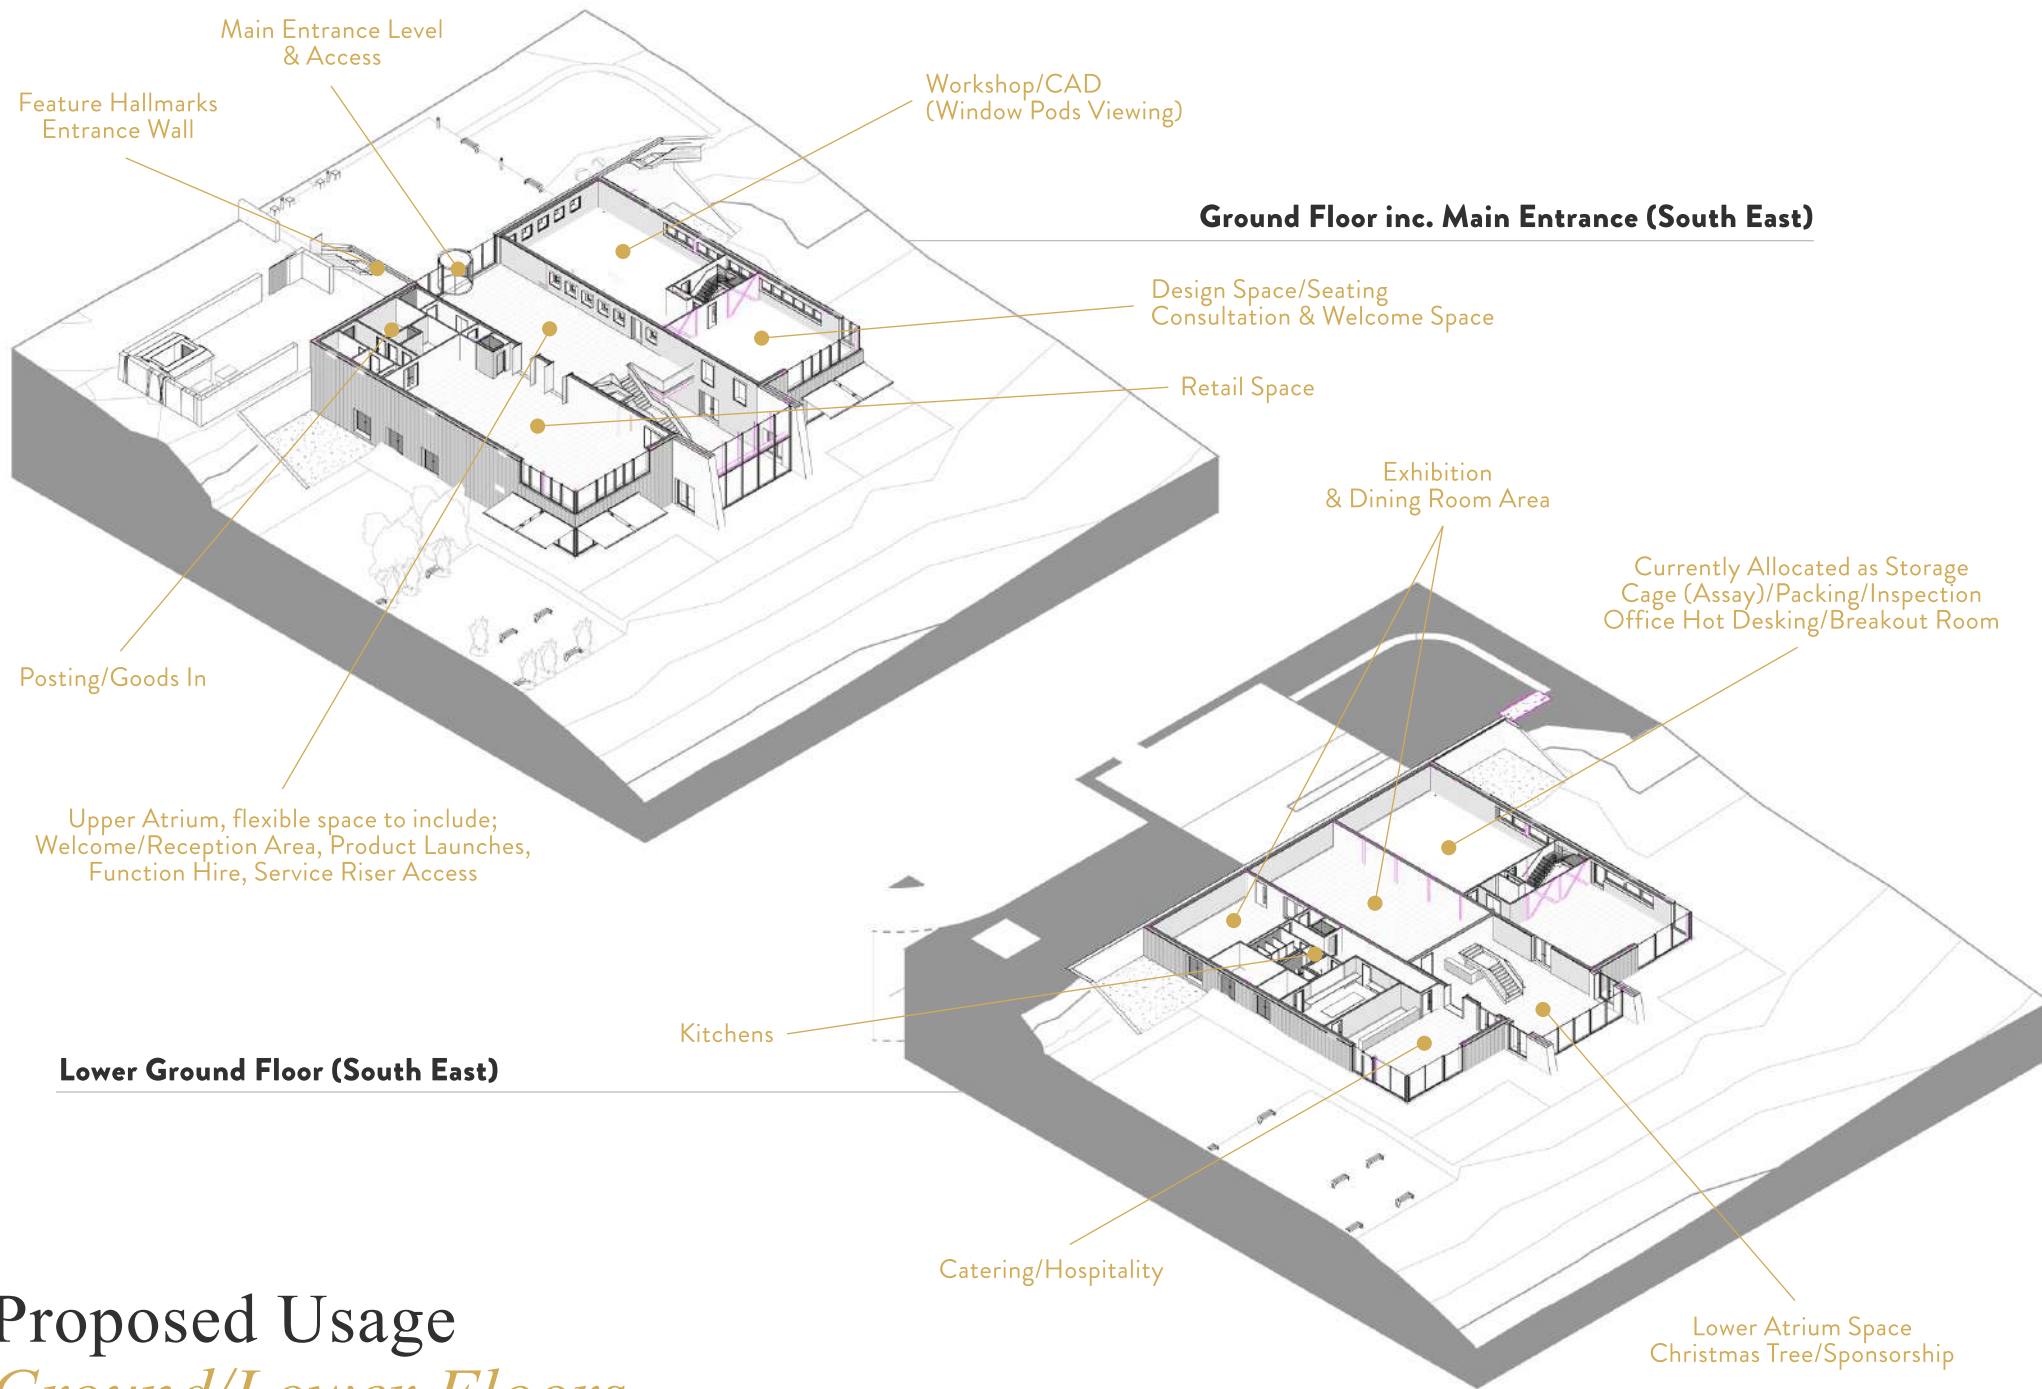 Main Entrance Level
& Access
Feature Hallmarks
Entrance Wall
Workshop/CAD
(Window Pods Viewing)
Ground Floor inc. Main Entrance (South East)
Design Space/Seating
Consultation & Welcome Space
Retail Space
Exhibition
& Dining Room Area
Currently Allocated as Storage
Cage (Assay)/Packing/Inspection
Office Hot Desking/Breakout Room
Posting/Goods In
Upper Atrium, flexible space to include;
Welcome/Reception Area, Product Launches,
Function Hire, Service Riser Access
Kitchens
Lower Ground Floor (South East)
Catering/Hospitality
Lower Atrium Space
Christmas Tree/Sponsorship
Proposed Usage
Ground/Lower Floors